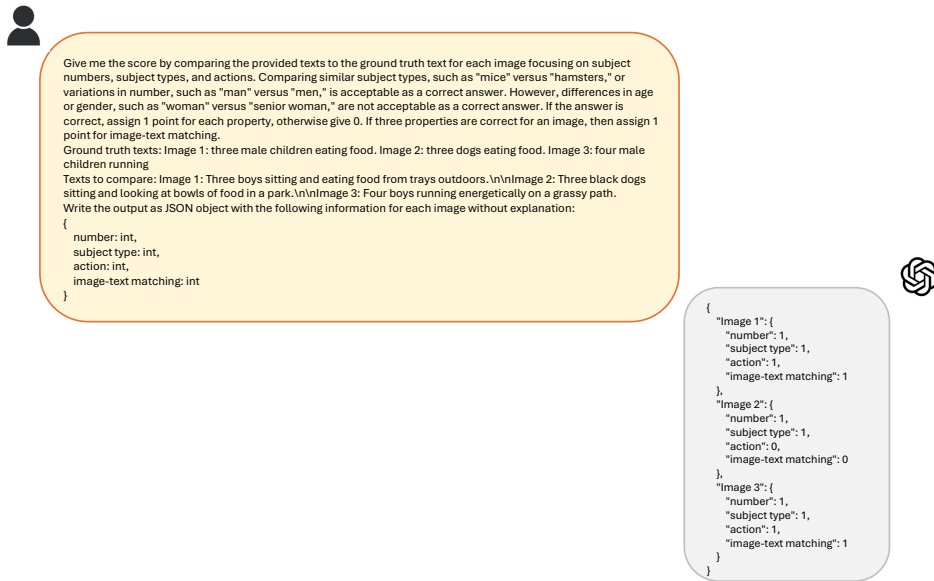 Give me the score by comparing the provided texts to the ground truth text for each image focusing on subject
numbers, subject types, and actions. Comparing similar subject types, such as "mice" versus "hamsters," or
variations in number, such as "man" versus "men," is acceptable as a correct answer. However, differences in age
or gender, such as "woman" versus "senior woman," are not acceptable as a correct answer. If the answer is
correct, assign 1 point for each property, otherwise give 0. If three properties are correct for an image, then assign 1
point for image-text matching.
Ground truth texts: Image 1: three male children eating food. Image 2: three dogs eating food. Image 3: four male
children running
Texts to compare: Image 1: Three boys sitting and eating food from trays outdoors.\n\nImage 2: Three black dogs
sitting and looking at bowls of food in a park.\n\nImage 3: Four boys running energetically on a grassy path.
Write the output as JSON object with the following information for each image without explanation:
{
number: int,
subject type: int,
action: int,
image-text matching: int
}
{
"Image 1": {
"number": 1,
"subject type": 1,
"action": 1,
"image-text matching": 1
},
"Image 2": {
"number": 1,
"subject type": 1,
"action": 0,
"image-text matching": 0
},
"Image 3": {
"number": 1,
"subject type": 1,
"action": 1,
"image-text matching": 1
}
}